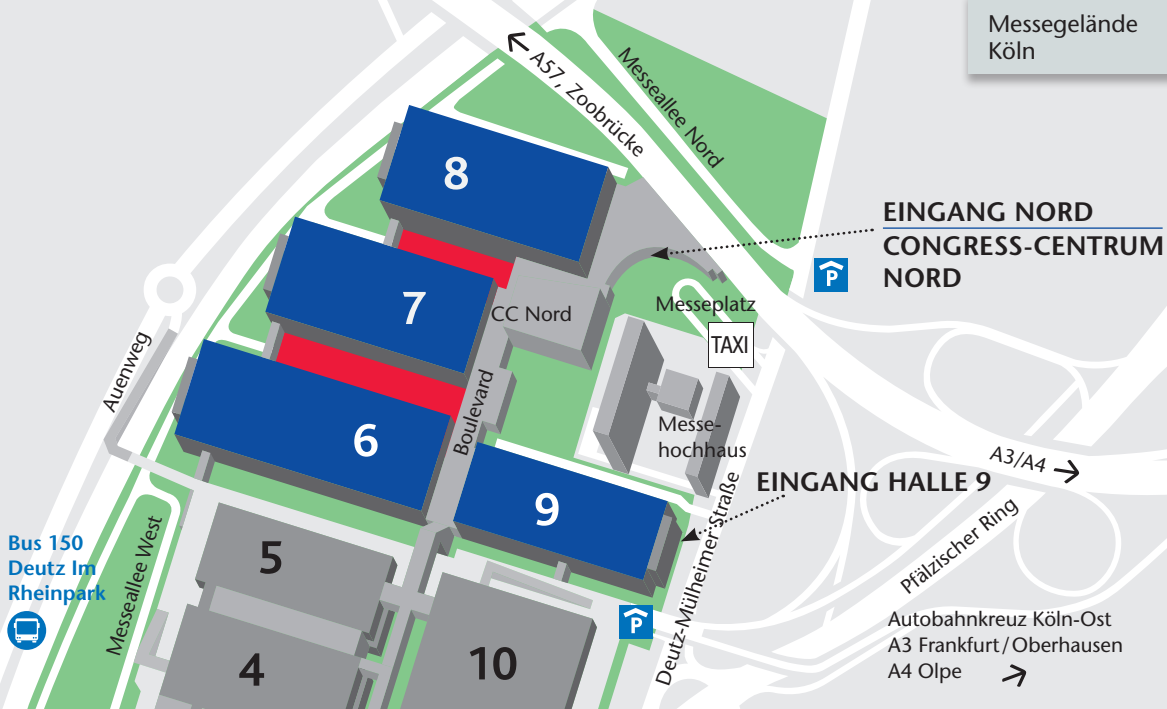 Messegelände
Köln
A57, Zoobrücke
Messeallee Nord
8
EINGANG NORD
CONGRESS-CENTRUM
NORD
P
7
CC Nord
Messeplatz
TAXI
Auenweg
Boulevard
6
Messe-
hochhaus
A3/A4
EINGANG HALLE 9
9
Deutz-Mülheimer-Straße
Pfälzischer Ring
Bus 150
Deutz Im
Rheinpark
Messeallee West
5
P
4
10
Autobahnkreuz Köln-Ost
A3 Frankfurt/Oberhausen
A4 Olpe